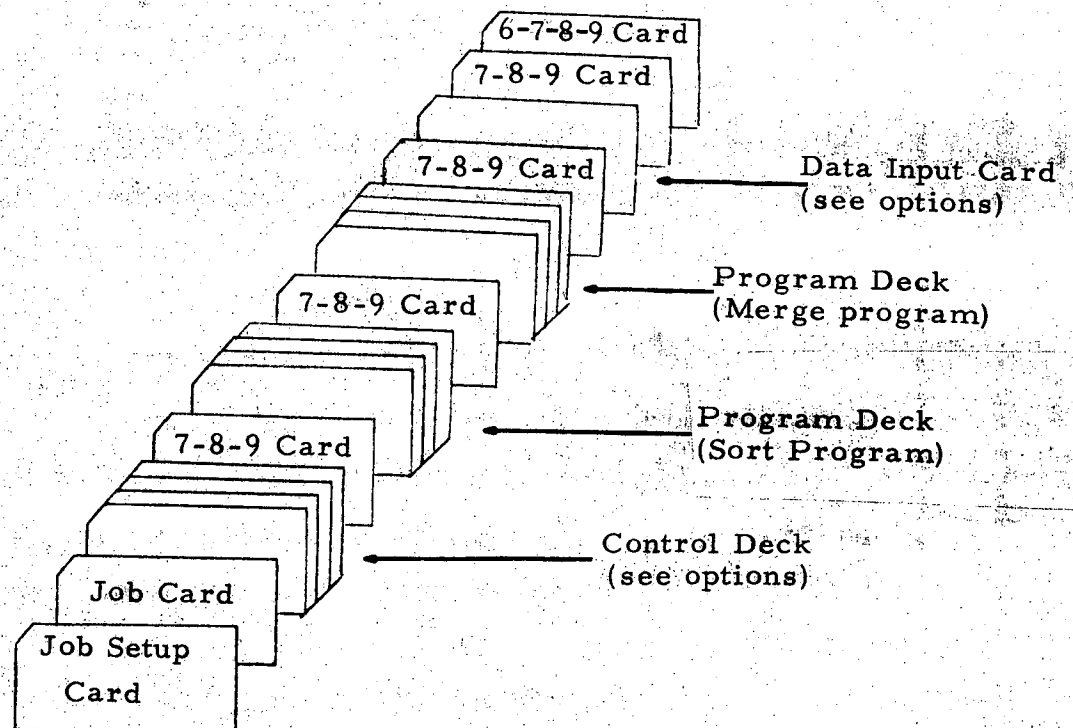 6-7-8-9 Card
7-8-9 Card
7-8-9 Card
Data Input Card
(see options)
Program Deck
(Merge program)
7-8-9 Card
Program Deck
(Sort Program)
7-8-9 Card
Control Deck
(see options)
Job Card
Job Setup
Card